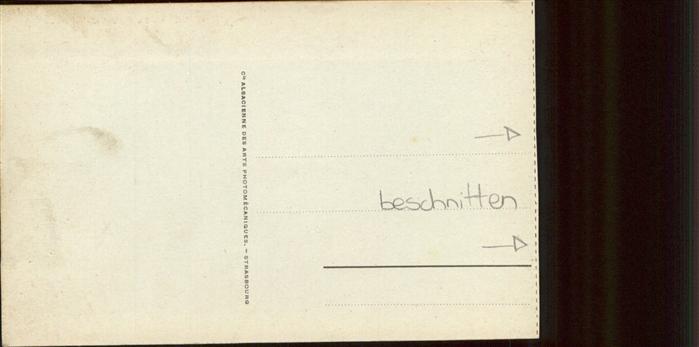 Cie ALSACIENNE DES ARTS PHOTOMÉCANIQUES. — STRASBOURG
beschnitten